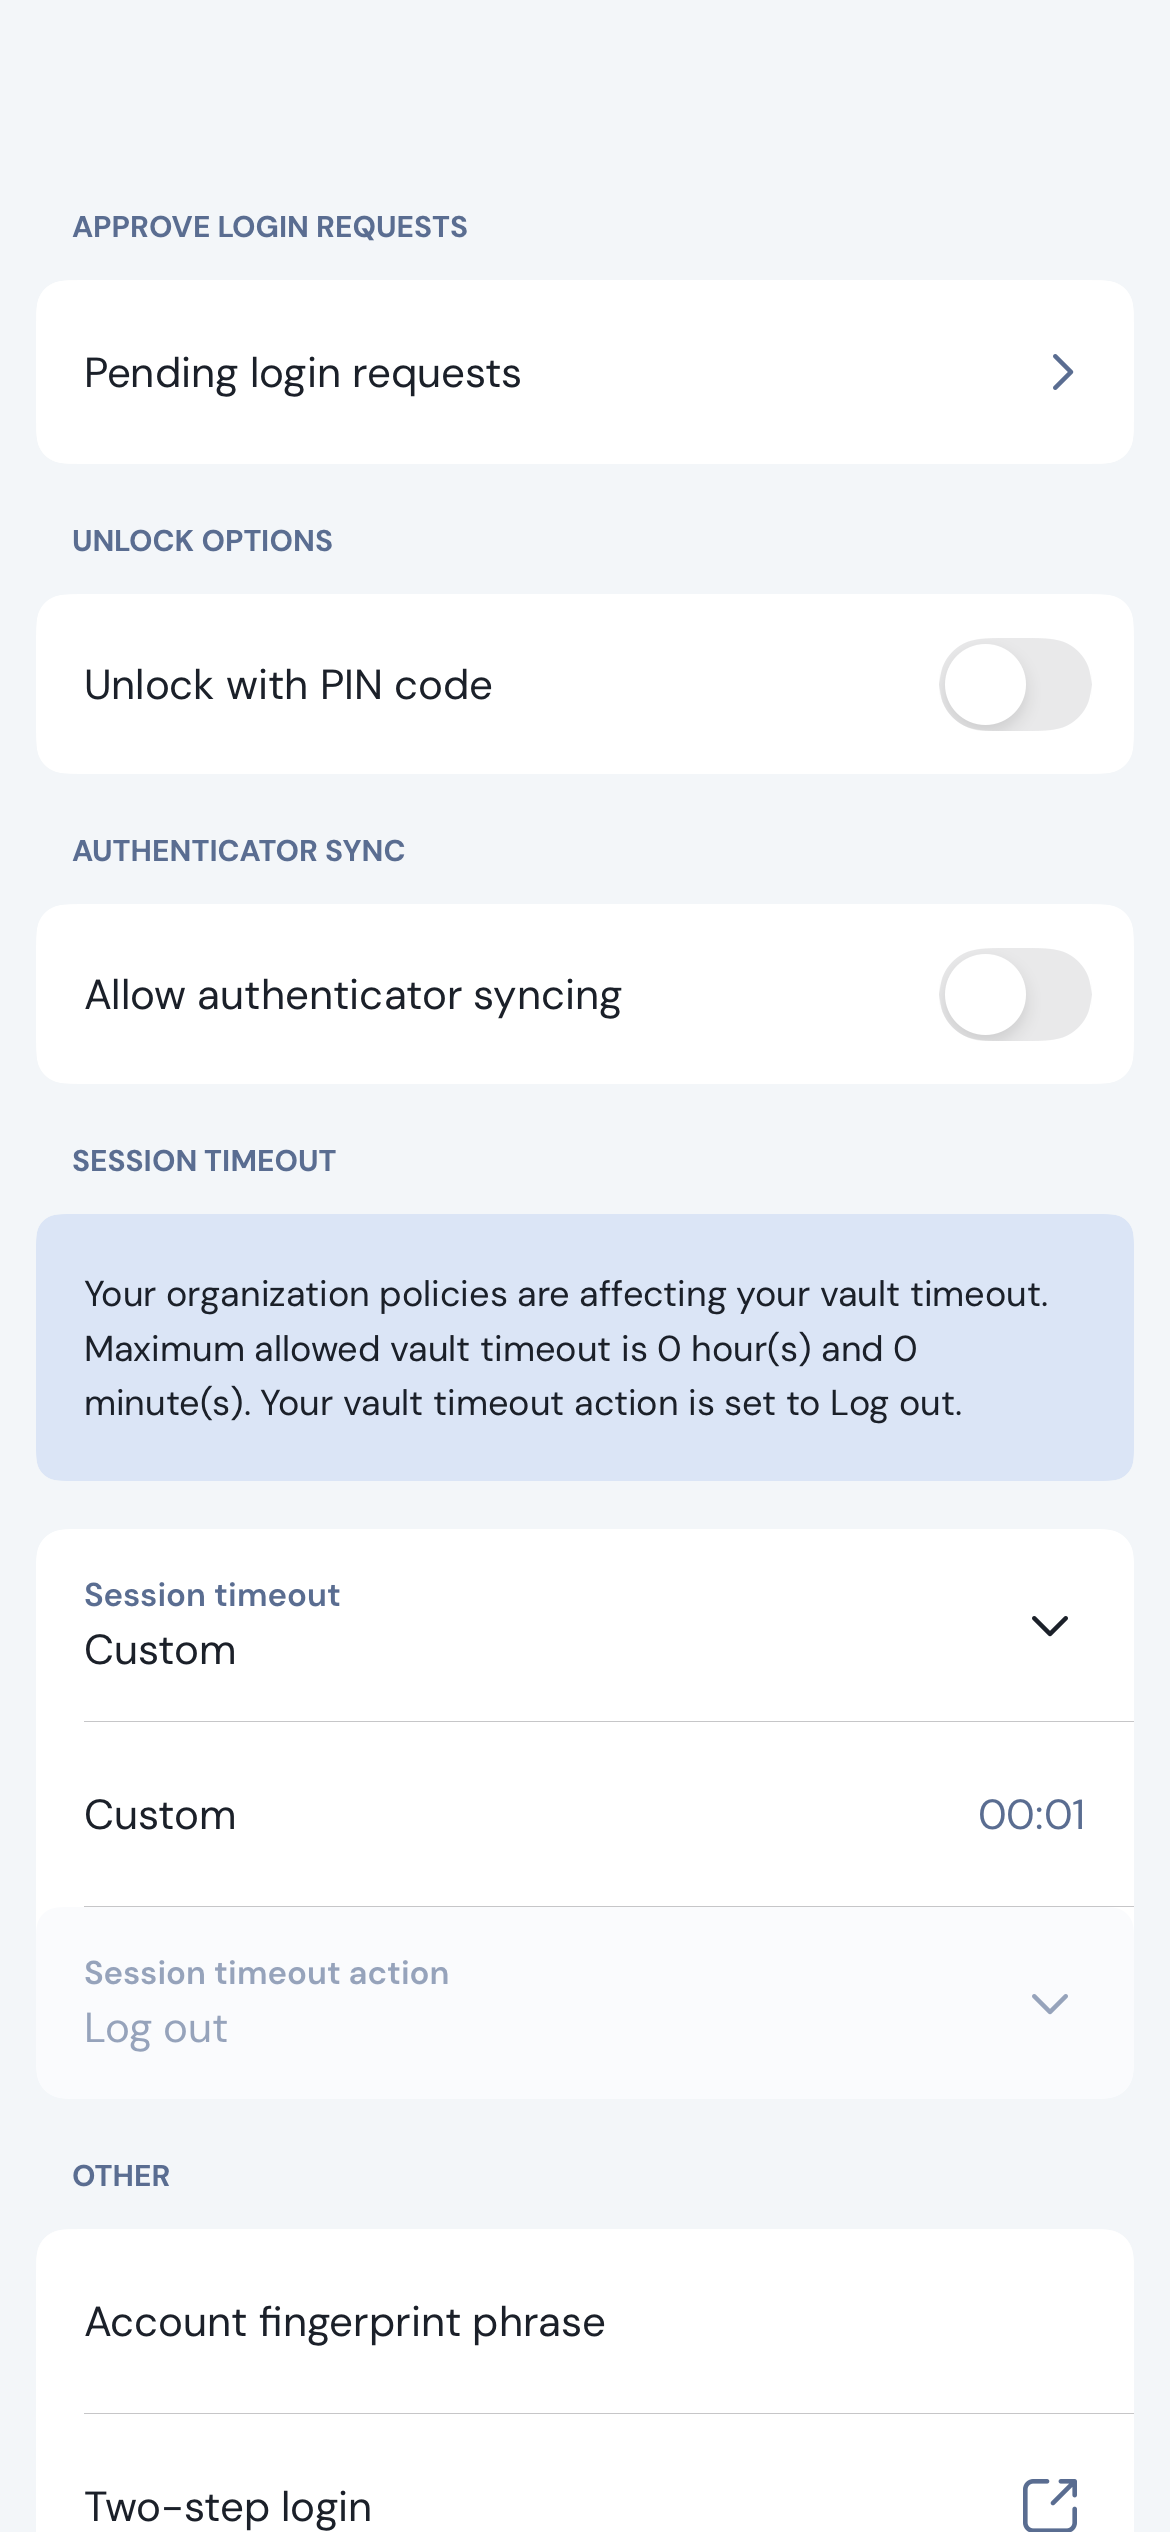 APPROVE LOGIN REQUESTS
Pending login requests
UNLOCK OPTIONS
Unlock with PIN code
AUTHENTICATOR SYNC
Allow authenticator syncing
SESSION TIMEOUT
Your organization policies are affecting your vault timeout.
Maximum allowed vault timeout is 0 hour(s) and 0
minute(s). Your vault timeout action is set to Log out.
Session timeout
Custom
Custom 00:01
Session timeout action
Log out
OTHER
Account fingerprint phrase
Two-step login